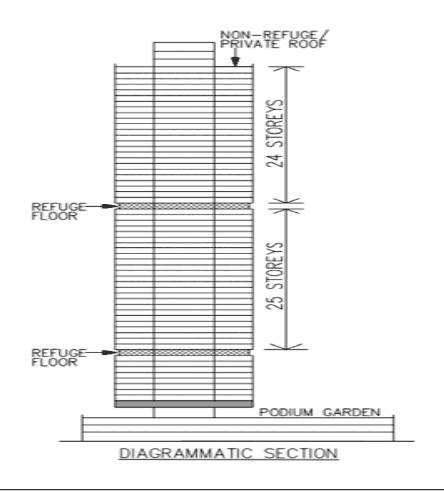 NON-REFUGE/
PRIVATE ROOF
24 STOREYS
REFUGE
FLOOR
25 STOREYS
REFUGE
FLOOR
PODIUM GARDEN
DIAGRAMMATIC SECTION